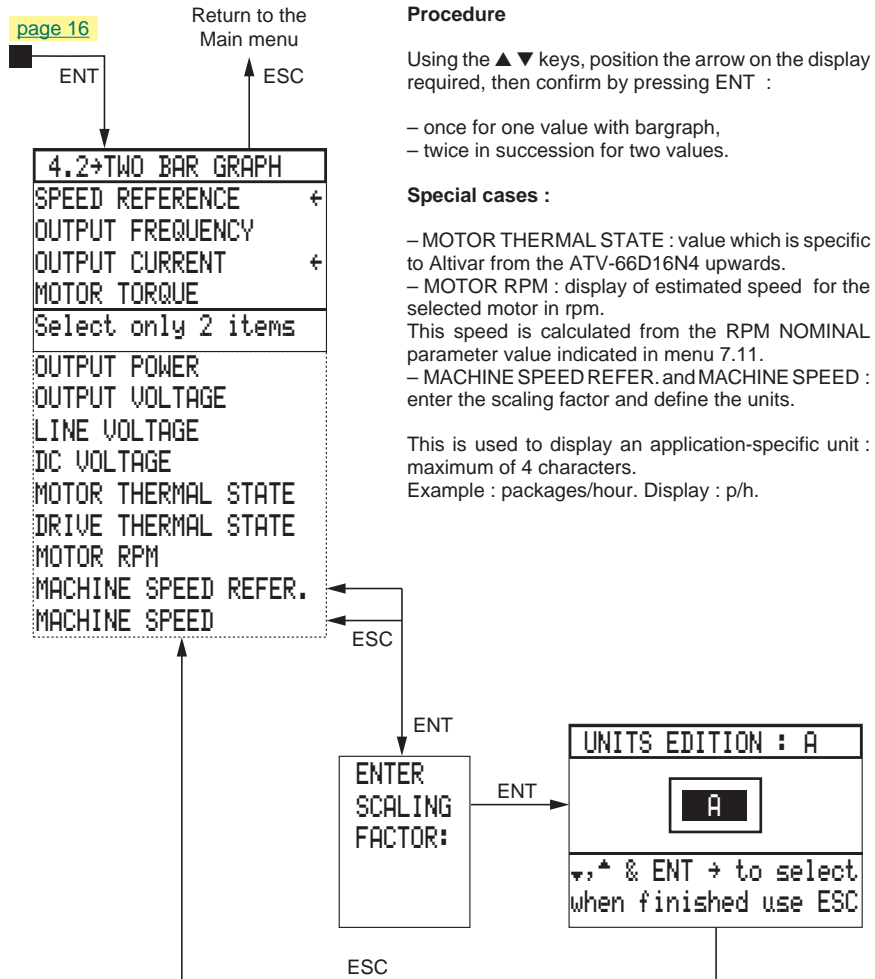 page 16
Return to the
Main menu
ENT
ESC
4.2→TWO BAR GRAPH
SPEED REFERENCE ←
OUTPUT FREQUENCY
OUTPUT CURRENT ←
MOTOR TORQUE
Select only 2 items
OUTPUT POWER
OUTPUT VOLTAGE
LINE VOLTAGE
DC VOLTAGE
MOTOR THERMAL STATE
DRIVE THERMAL STATE
MOTOR RPM
MACHINE SPEED REFER.
MACHINE SPEED
Procedure
Using the ▲ ▼ keys, position the arrow on the display
required, then confirm by pressing ENT :
– once for one value with bargraph,
– twice in succession for two values.
Special cases :
– MOTOR THERMAL STATE : value which is specific
to Altivar from the ATV-66D16N4 upwards.
– MOTOR RPM : display of estimated speed for the
selected motor in rpm.
This speed is calculated from the RPM NOMINAL
parameter value indicated in menu 7.11.
– MACHINE SPEED REFER. and MACHINE SPEED :
enter the scaling factor and define the units.
This is used to display an application-specific unit :
maximum of 4 characters.
Example : packages/hour. Display : p/h.
ESC
ENT
ENTER
SCALING
FACTOR:
ENT
UNITS EDITION : A
A
▼,▲ & ENT → to select
when finished use ESC
ESC